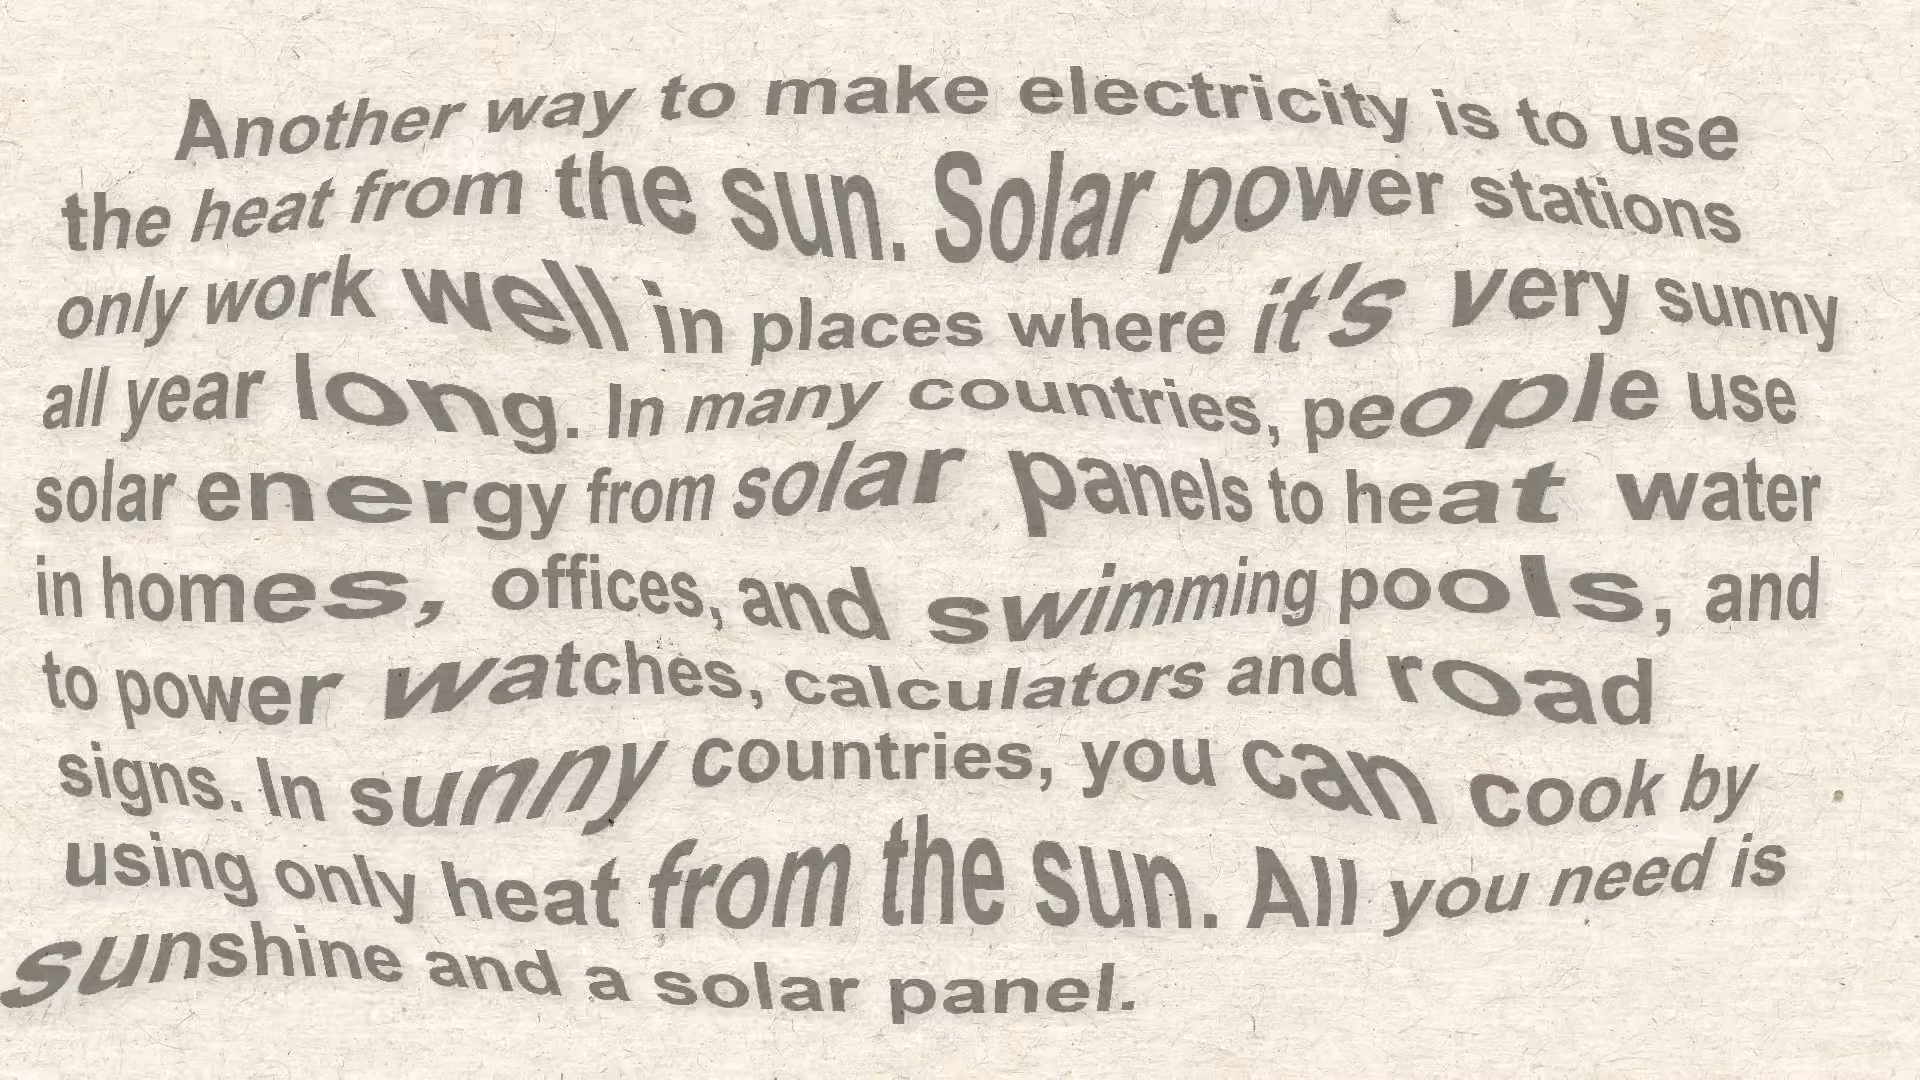 Another way to make electricity is to use
the heat from the sun. Solar power stations
only work well in places where it's very sunny
all year long. In many countries, people use
solar energy from solar panels to heat water
in homes, offices, and swimming pools, and
to power watches, calculators and road
signs. In sunny countries, you can cook by
using only heat from the sun. All you need is
sunshine and a solar panel.